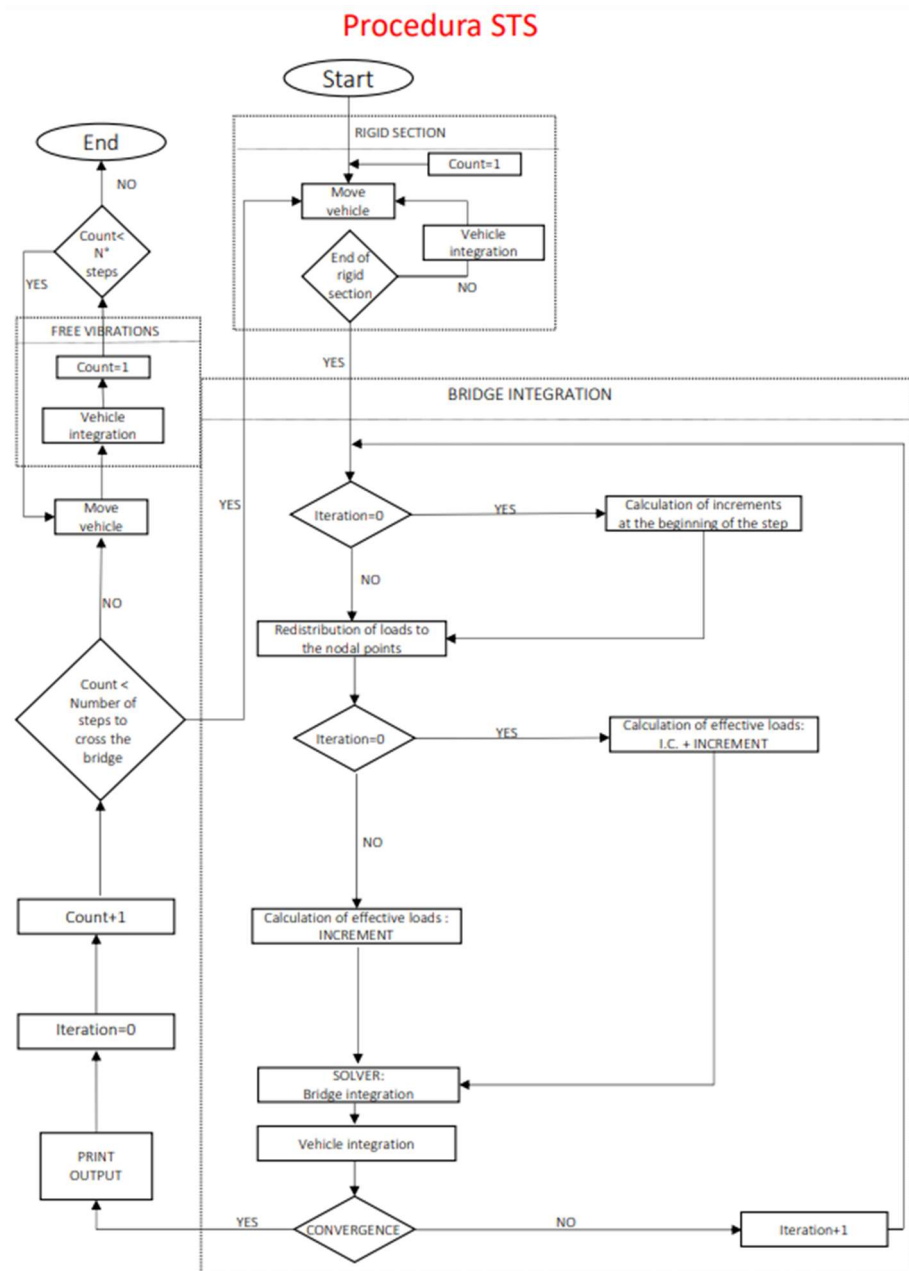 Procedura STS
Start
RIGID SECTION
Count=1
Move
vehicle
Vehicle
integration
End of
rigid
section
NO
YES
End
NO
Count<
N°
steps
YES
FREE VIBRATIONS
Count=1
Vehicle
integration
Move
vehicle
YES
NO
Count <
Number of
steps to
cross the
bridge
Count+1
Iteration=0
PRINT
OUTPUT
BRIDGE INTEGRATION
Iteration=0
YES
Calculation of increments
at the beginning of the step
NO
Redistribution of loads to
the nodal points
Iteration=0
YES
Calculation of effective loads:
I.C. + INCREMENT
NO
Calculation of effective loads :
INCREMENT
SOLVER:
Bridge integration
Vehicle integration
YES
CONVERGENCE
NO
Iteration+1